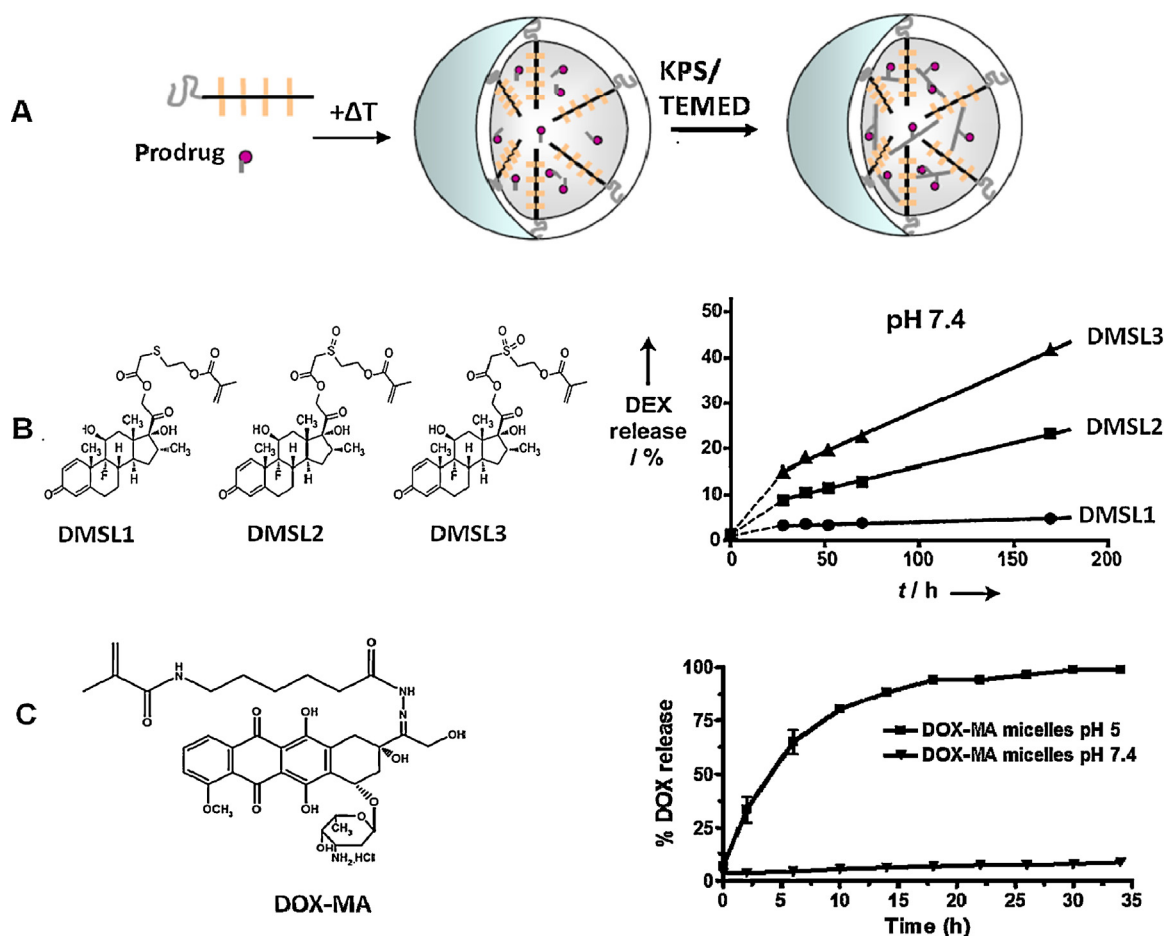 A
Prodrug
+ΔT
KPS/
TEMED
B
DMSL1
DMSL2
DMSL3
pH 7.4
DEX
release
/ %
50
40
30
20
10
0
0
50
100
150
200
t / h
DMSL3
DMSL2
DMSL1
C
DOX-MA
% DOX release
100
75
50
25
0
DOX-MA micelles pH 5
DOX-MA micelles pH 7.4
0
5
10
15
20
25
30
35
Time (h)